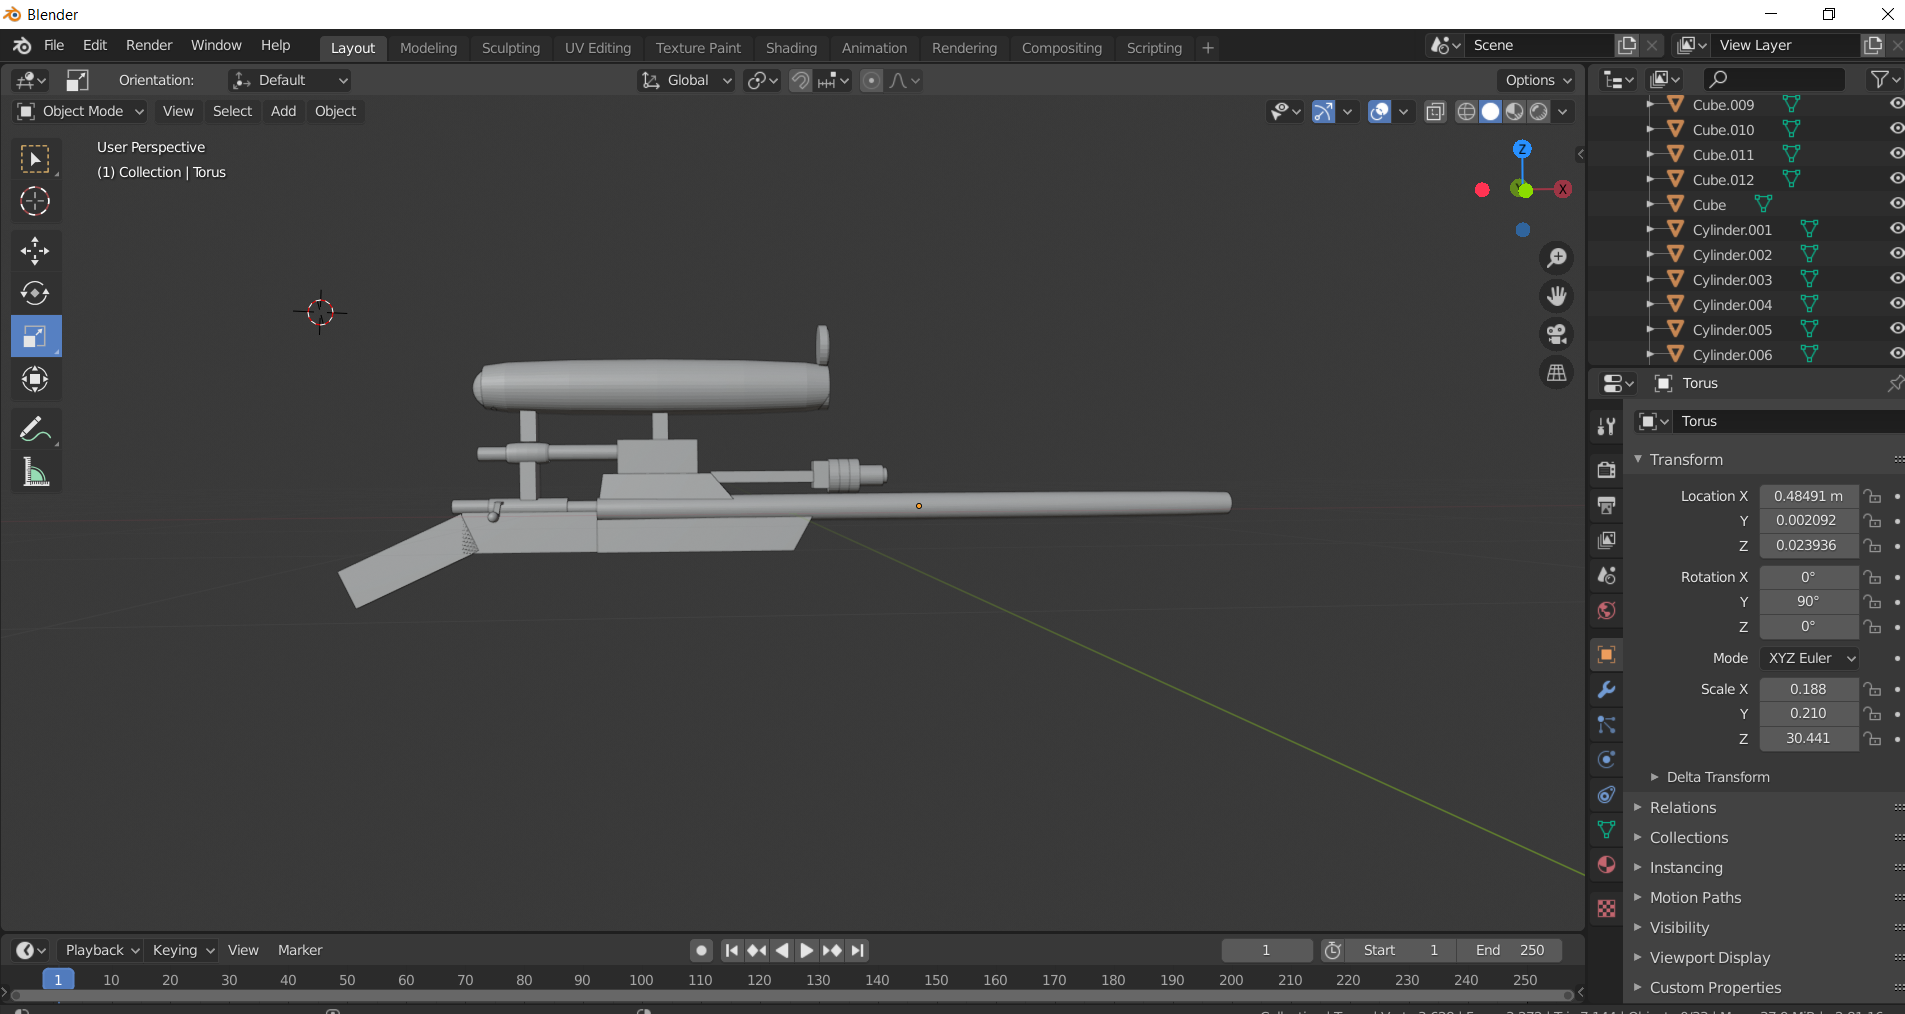 Blender
File Edit Render Window Help Layout Modeling Sculpting UV Editing Texture Paint Shading Animation Rendering Compositing Scripting + Scene View Layer
Orientation: Default Global Options
Object Mode View Select Add Object
User Perspective
(1) Collection | Torus
Z
Y X
Cube.009
Cube.010
Cube.011
Cube.012
Cube
Cylinder.001
Cylinder.002
Cylinder.003
Cylinder.004
Cylinder.005
Cylinder.006
Torus
Torus
Transform
Location X 0.48491 m
Y 0.002092
Z 0.023936
Rotation X 0°
Y 90°
Z 0°
Mode XYZ Euler
Scale X 0.188
Y 0.210
Z 30.441
Delta Transform
Relations
Collections
Instancing
Motion Paths
Visibility
Viewport Display
Custom Properties
Playback Keying View Marker 1 Start 1 End 250
1 10 20 30 40 50 60 70 80 90 100 110 120 130 140 150 160 170 180 190 200 210 220 230 240 250